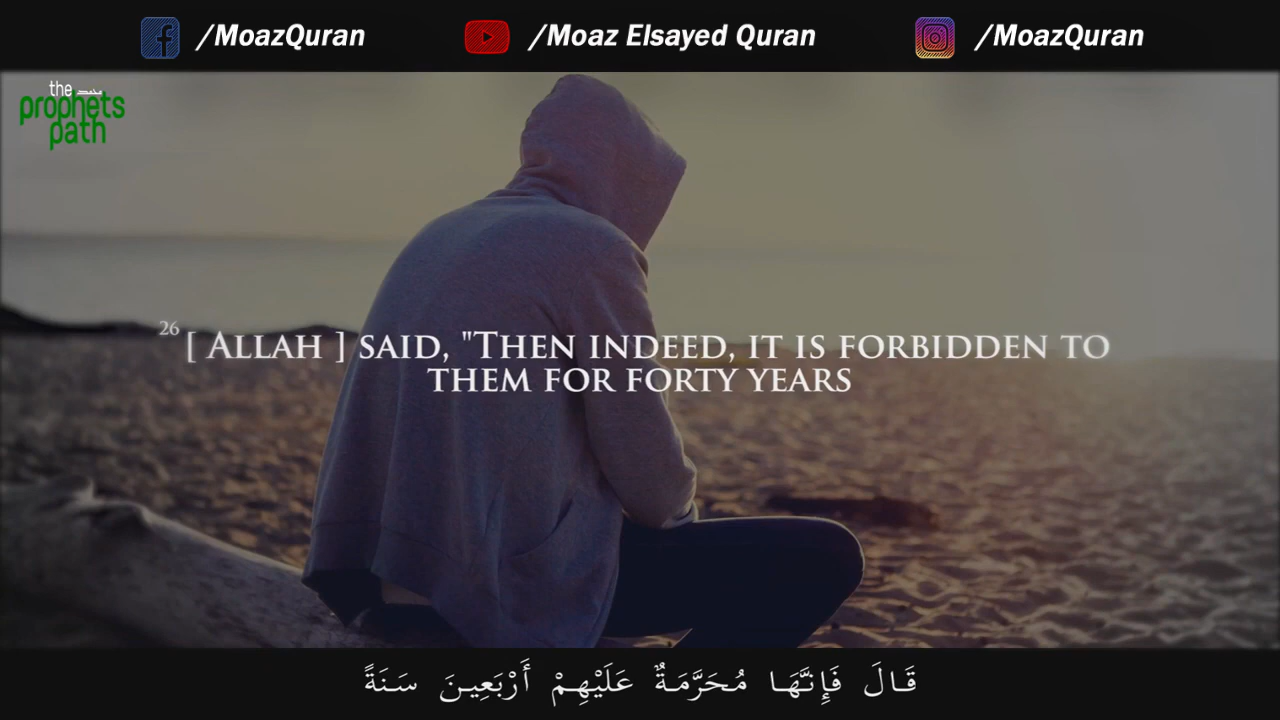 /MoazQuran
/Moaz Elsayed Quran
/MoazQuran
the
prophets
path
26 [ Allah ] said, "Then indeed, it is forbidden to
them for forty years
قَالَ فَإِنَّهَا مُحَرَّمَةٌ عَلَيْهِمْ أَرْبَعِينَ سَنَةً